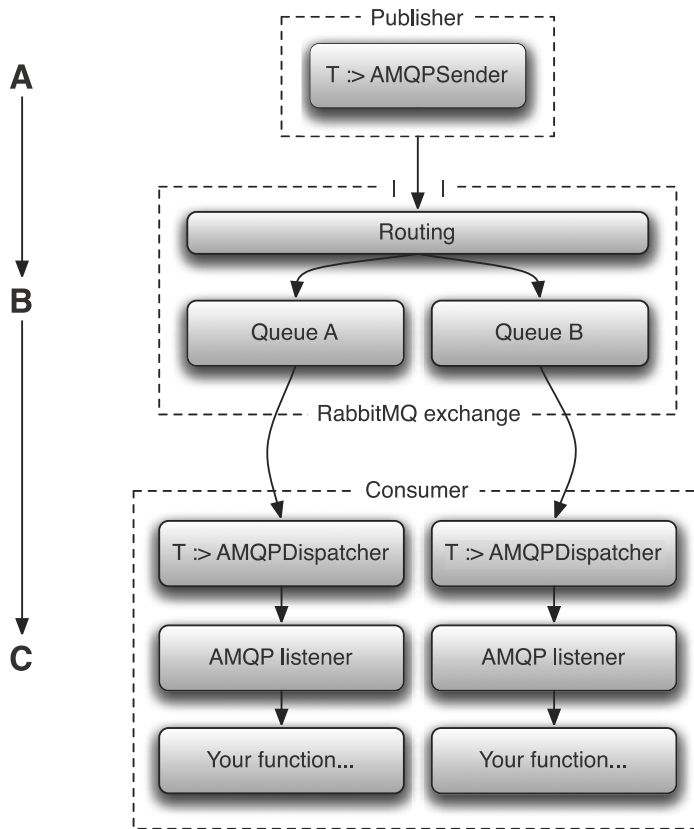 Publisher
A
T :> AMQPSender
Routing
B
Queue A
Queue B
RabbitMQ exchange
Consumer
T :> AMQPDispatcher
T :> AMQPDispatcher
C
AMQP listener
AMQP listener
Your function...
Your function...